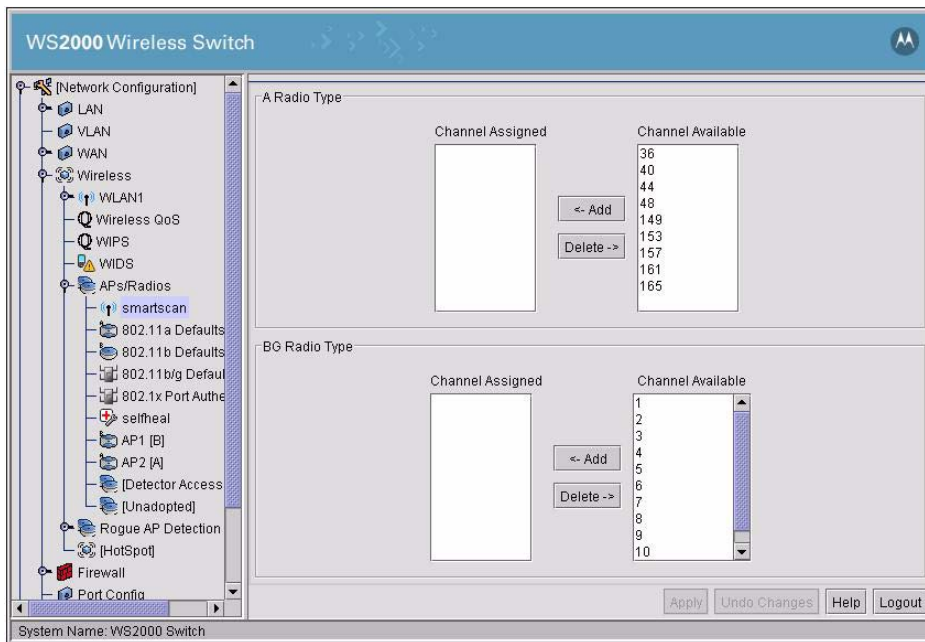 WS2000 Wireless Switch
[Network Configuration]
LAN
VLAN
WAN
Wireless
WLAN1
Wireless QoS
WIPS
WIDS
APs/Radios
smartscan
802.11a Defaults
802.11b Defaults
802.11b/g Defaul
802.1x Port Authe
selfheal
AP1 [B]
AP2 [A]
[Detector Access
[Unadopted]
Rogue AP Detection
[HotSpot]
Firewall
Port Config
A Radio Type
Channel Assigned
Channel Available
<- Add
Delete ->
36
40
44
48
149
153
157
161
165
BG Radio Type
Channel Assigned
Channel Available
<- Add
Delete ->
1
2
3
4
5
6
7
8
9
10
Apply
Undo Changes
Help
Logout
System Name: WS2000 Switch